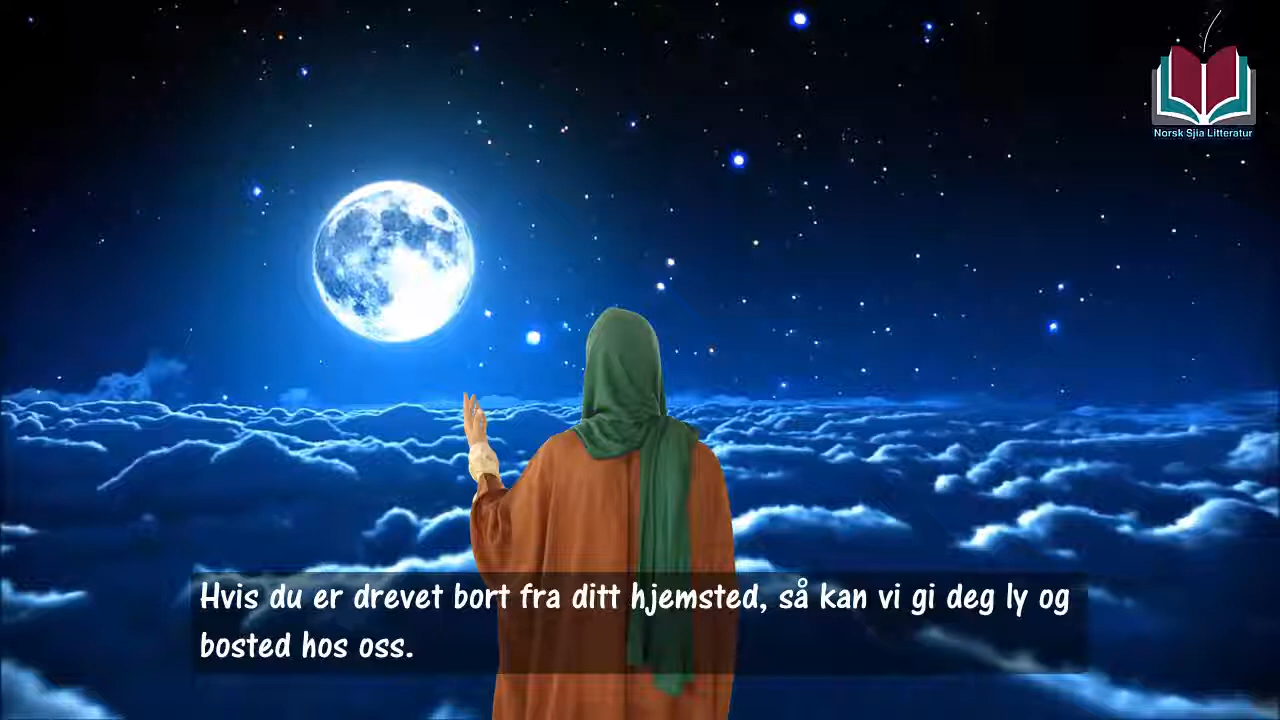 Norsk Sjia Litteratur
Hvis du er drevet bort fra ditt hjemsted, så kan vi gi deg ly og
bosted hos oss.